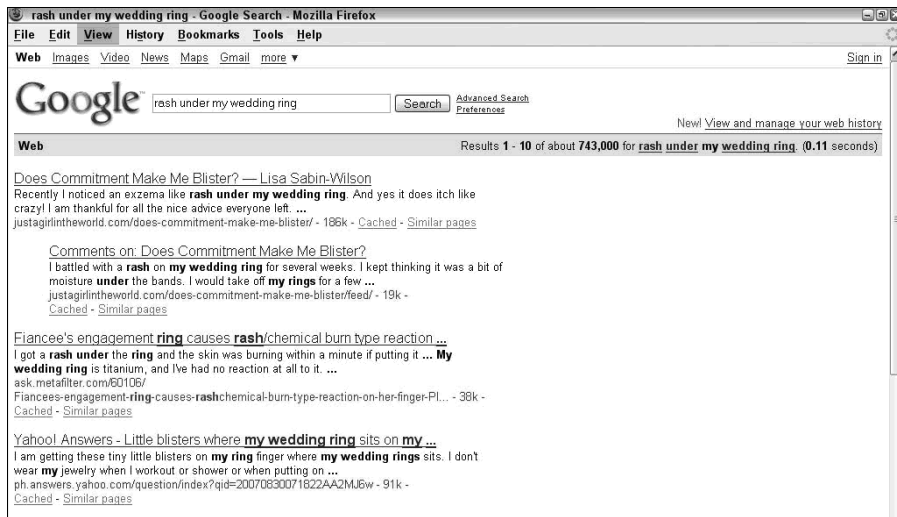 rash under my wedding ring - Google Search - Mozilla Firefox
File Edit View History Bookmarks Tools Help
Web Images Video News Maps Gmail more ▼ Sign in
Google™ rash under my wedding ring Search Advanced Search
Preferences
New! View and manage your web history
Web Results 1 - 10 of about 743,000 for rash under my wedding ring. (0.11 seconds)
Does Commitment Make Me Blister? — Lisa Sabin-Wilson
Recently I noticed an exzema like rash under my wedding ring. And yes it does itch like
crazy! I am thankful for all the nice advice everyone left. ...
justagirlintheworld.com/does-commitment-make-me-blister/ - 186k - Cached - Similar pages
Comments on: Does Commitment Make Me Blister?
I battled with a rash on my wedding ring for several weeks. I kept thinking it was a bit of
moisture under the bands. I would take off my rings for a few ...
justagirlintheworld.com/does-commitment-make-me-blister/feed/ - 19k -
Cached - Similar pages
Fiancee's engagement ring causes rash/chemical burn type reaction ...
I got a rash under the ring and the skin was burning within a minute if putting it ... My
wedding ring is titanium, and I've had no reaction at all to it. ...
ask.metafilter.com/60106/
Fiancees-engagement-ring-causes-rashchemical-burn-type-reaction-on-her-finger-Pl... - 38k -
Cached - Similar pages
Yahoo! Answers - Little blisters where my wedding ring sits on my ...
I am getting these tiny little blisters on my ring finger where my wedding rings sits. I don't
wear my jewelry when I workout or shower or when putting on ...
ph.answers.yahoo.com/question/index?qid=20070830071822AA2MJ6w - 91k -
Cached - Similar pages